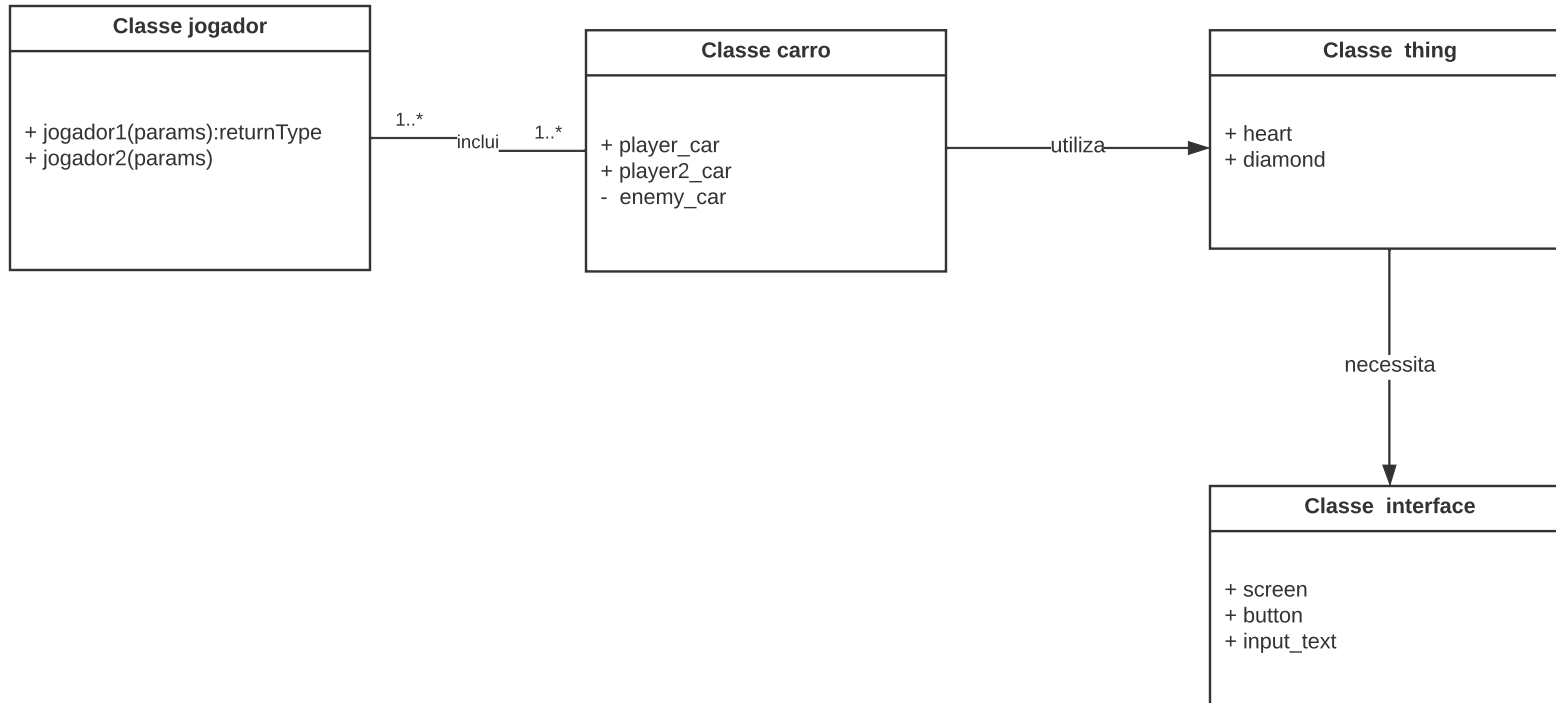 Classe jogador
+ jogador1(params):returnType
+ jogador2(params)
1..*
inclui
1..*
Classe carro
+ player_car
+ player2_car
-  enemy_car
utiliza
Classe  thing
+ heart
+ diamond
necessita
Classe  interface
+ screen
+ button
+ input_text